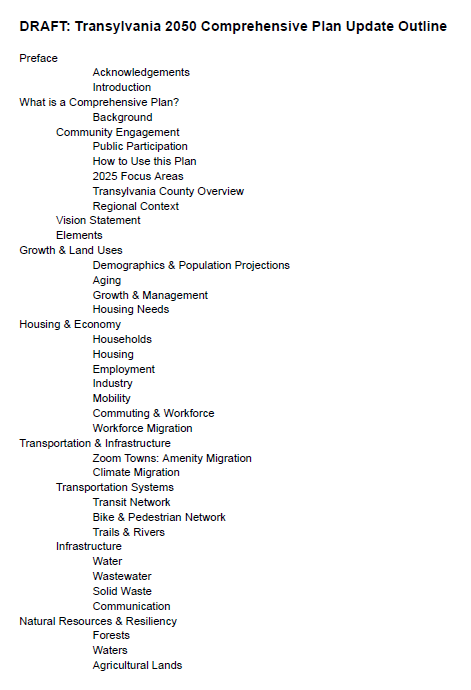 DRAFT: Transylvania 2050 Comprehensive Plan Update Outline
Preface
Acknowledgements
Introduction
What is a Comprehensive Plan?
Background
Community Engagement
Public Participation
How to Use this Plan
2025 Focus Areas
Transylvania County Overview
Regional Context
Vision Statement
Elements
Growth & Land Uses
Demographics & Population Projections
Aging
Growth & Management
Housing Needs
Housing & Economy
Households
Housing
Employment
Industry
Mobility
Commuting & Workforce
Workforce Migration
Transportation & Infrastructure
Zoom Towns: Amenity Migration
Climate Migration
Transportation Systems
Transit Network
Bike & Pedestrian Network
Trails & Rivers
Infrastructure
Water
Wastewater
Solid Waste
Communication
Natural Resources & Resiliency
Forests
Waters
Agricultural Lands